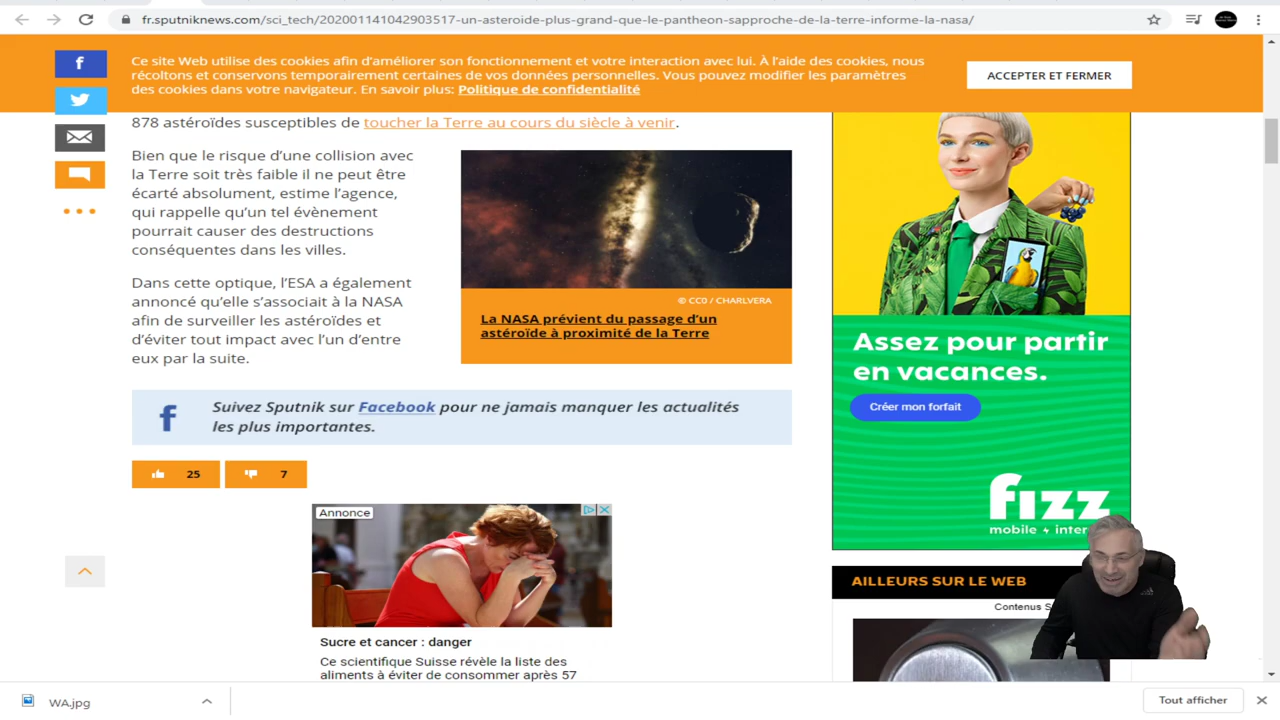 fr.sputniknews.com/sci_tech/202001141042903517-un-asteroide-plus-grand-que-le-pantheon-sapproche-de-la-terre-informe-la-nasa/
Ce site Web utilise des cookies afin d'améliorer son fonctionnement et votre interaction avec lui. À l'aide des cookies, nous
récoltons et conservons temporairement certaines de vos données personnelles. Vous pouvez modifier les paramètres
des cookies dans votre navigateur. En savoir plus: Politique de confidentialité
ACCEPTER ET FERMER
878 astéroïdes susceptibles de toucher la Terre au cours du siècle à venir.
Bien que le risque d'une collision avec
la Terre soit très faible il ne peut être
écarté absolument, estime l'agence,
qui rappelle qu'un tel évènement
pourrait causer des destructions
conséquentes dans les villes.
Dans cette optique, l'ESA a également
annoncé qu'elle s'associait à la NASA
afin de surveiller les astéroïdes et
d'éviter tout impact avec l'un d'entre
eux par la suite.
© CC0 / CHARLVERA
La NASA prévient du passage d'un
astéroïde à proximité de la Terre
Suivez Sputnik sur Facebook pour ne jamais manquer les actualités
les plus importantes.
25
7
Annonce
Sucre et cancer : danger
Ce scientifique Suisse révèle la liste des
aliments à éviter de consommer après 57
Assez pour partir
en vacances.
Créer mon forfait
fizz
mobile inter
AILLEURS SUR LE WEB
Contenus S
WA.jpg
Tout afficher